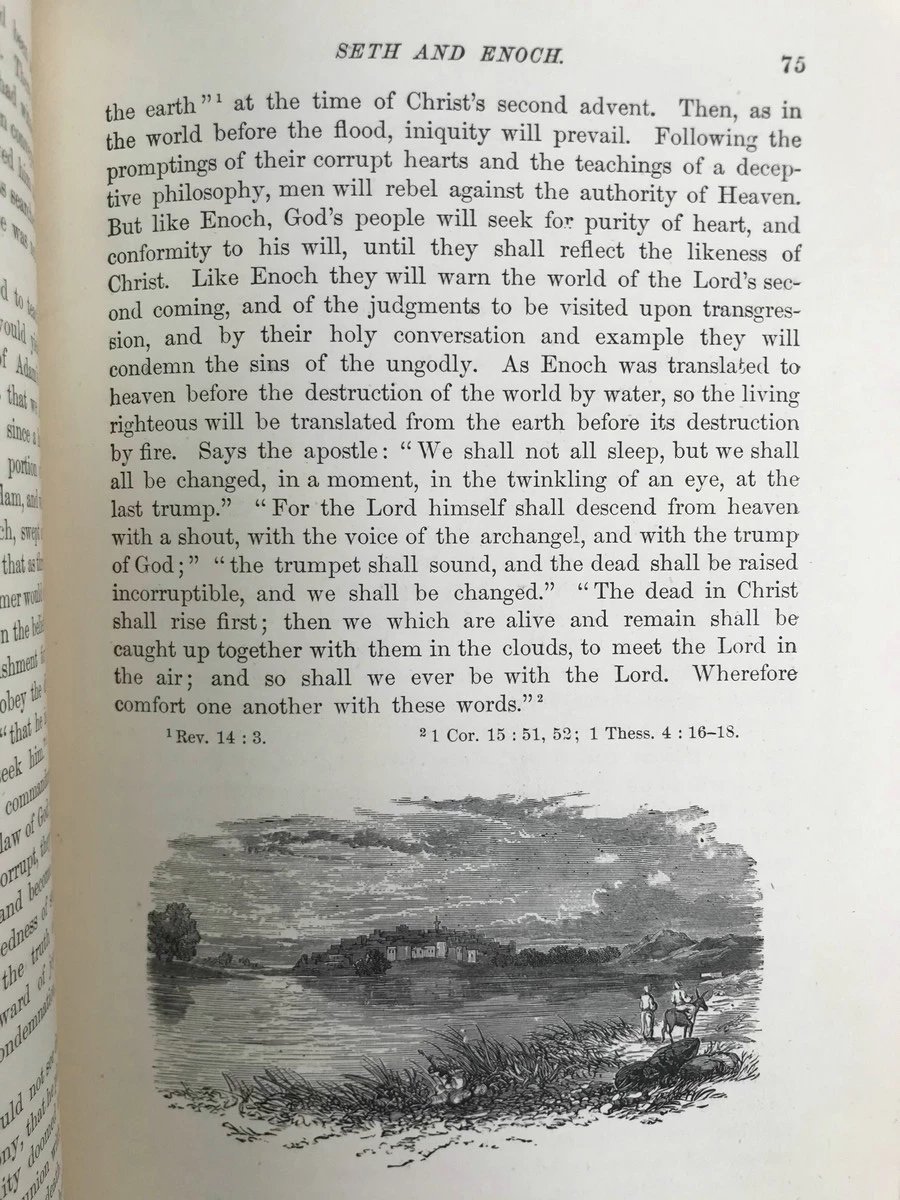 SETH AND ENOCH.
75
the earth"¹ at the time of Christ's second advent. Then, as in
the world before the flood, iniquity will prevail. Following the
promptings of their corrupt hearts and the teachings of a decep-
tive philosophy, men will rebel against the authority of Heaven.
But like Enoch, God's people will seek for purity of heart, and
conformity to his will, until they shall reflect the likeness of
Christ. Like Enoch they will warn the world of the Lord's sec-
ond coming, and of the judgments to be visited upon transgres-
sion, and by their holy conversation and example they will
condemn the sins of the ungodly. As Enoch was translated to
heaven before the destruction of the world by water, so the living
righteous will be translated from the earth before its destruction
by fire. Says the apostle: "We shall not all sleep, but we shall
all be changed, in a moment, in the twinkling of an eye, at the
last trump." "For the Lord himself shall descend from heaven
with a shout, with the voice of the archangel, and with the trump
of God;" "the trumpet shall sound, and the dead shall be raised
incorruptible, and we shall be changed." "The dead in Christ
shall rise first; then we which are alive and remain shall be
caught up together with them in the clouds, to meet the Lord in
the air; and so shall we ever be with the Lord. Wherefore
comfort one another with these words."²
¹ Rev. 14 : 3.
² 1 Cor. 15 : 51, 52; 1 Thess. 4 : 16-18.